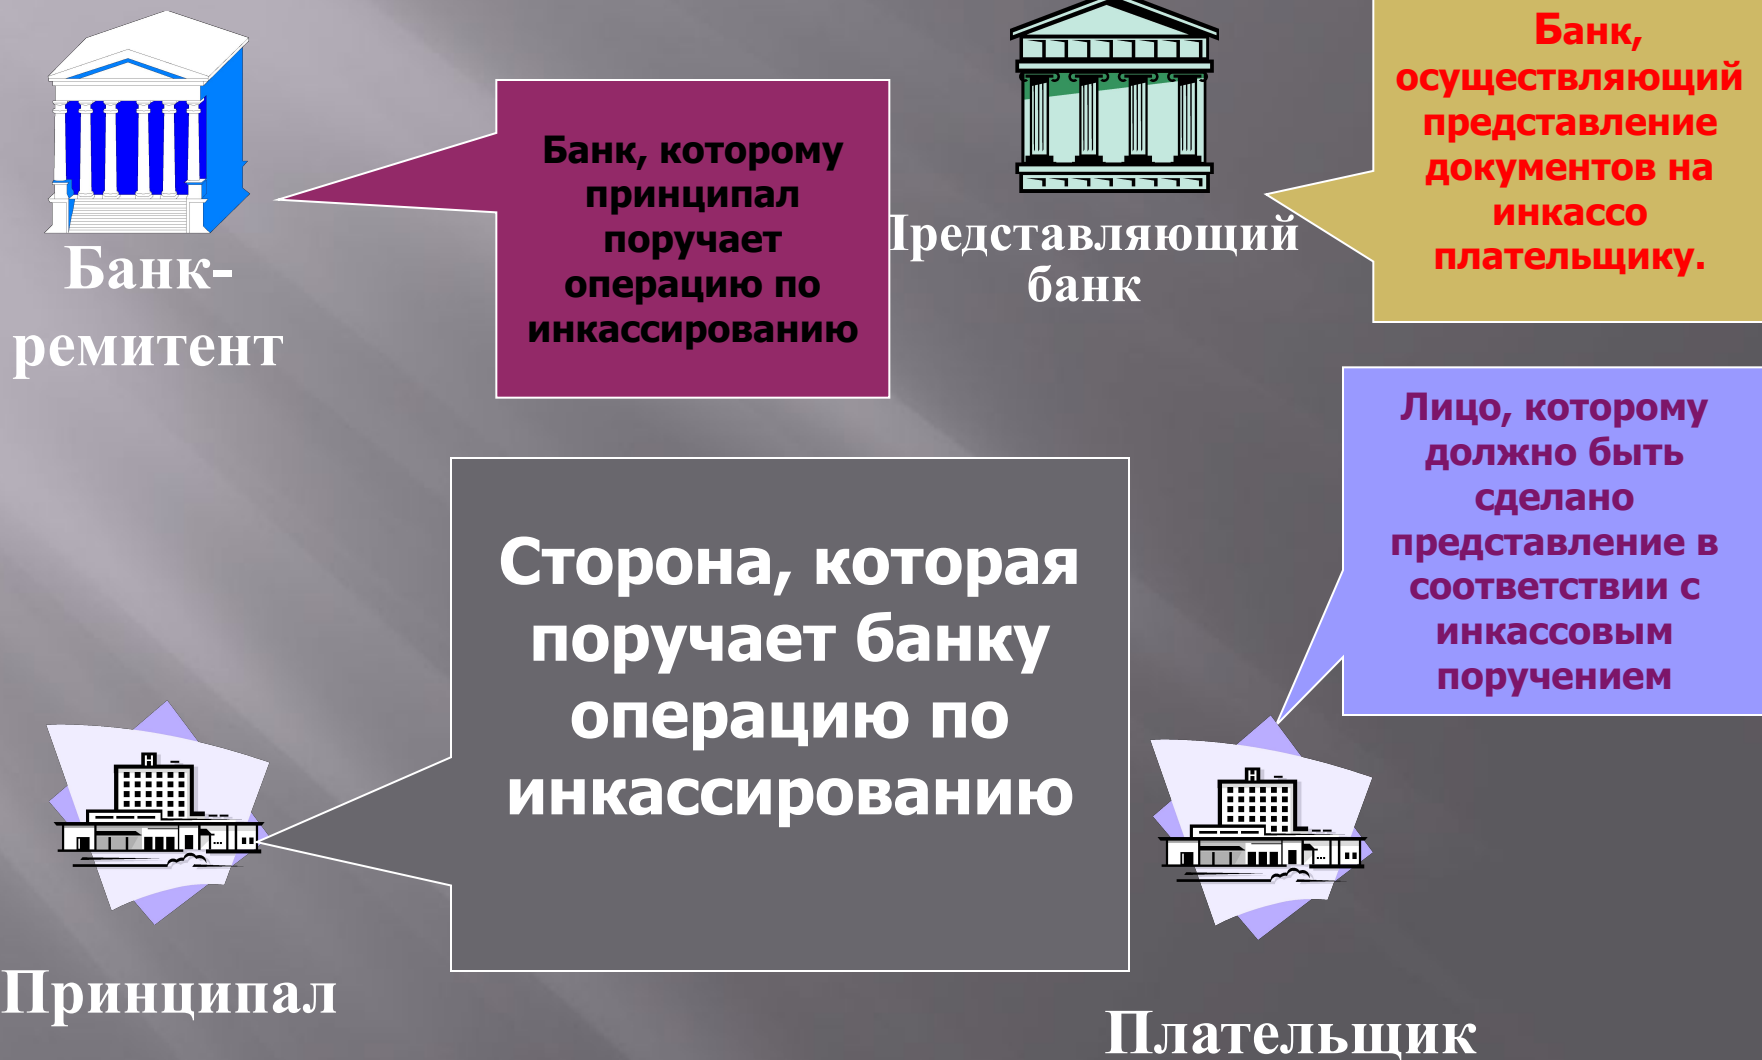 Банк-
ремитент
Банк, которому
принципал
поручает
операцию по
инкассированию
Представляющий
банк
Банк,
осуществляющий
представление
документов на
инкассо
плательщику.
Лицо, которому
должно быть
сделано
представление в
соответствии с
инкассовым
поручением
Сторона, которая
поручает банку
операцию по
инкассированию
H
H
Принципал
Плательщик